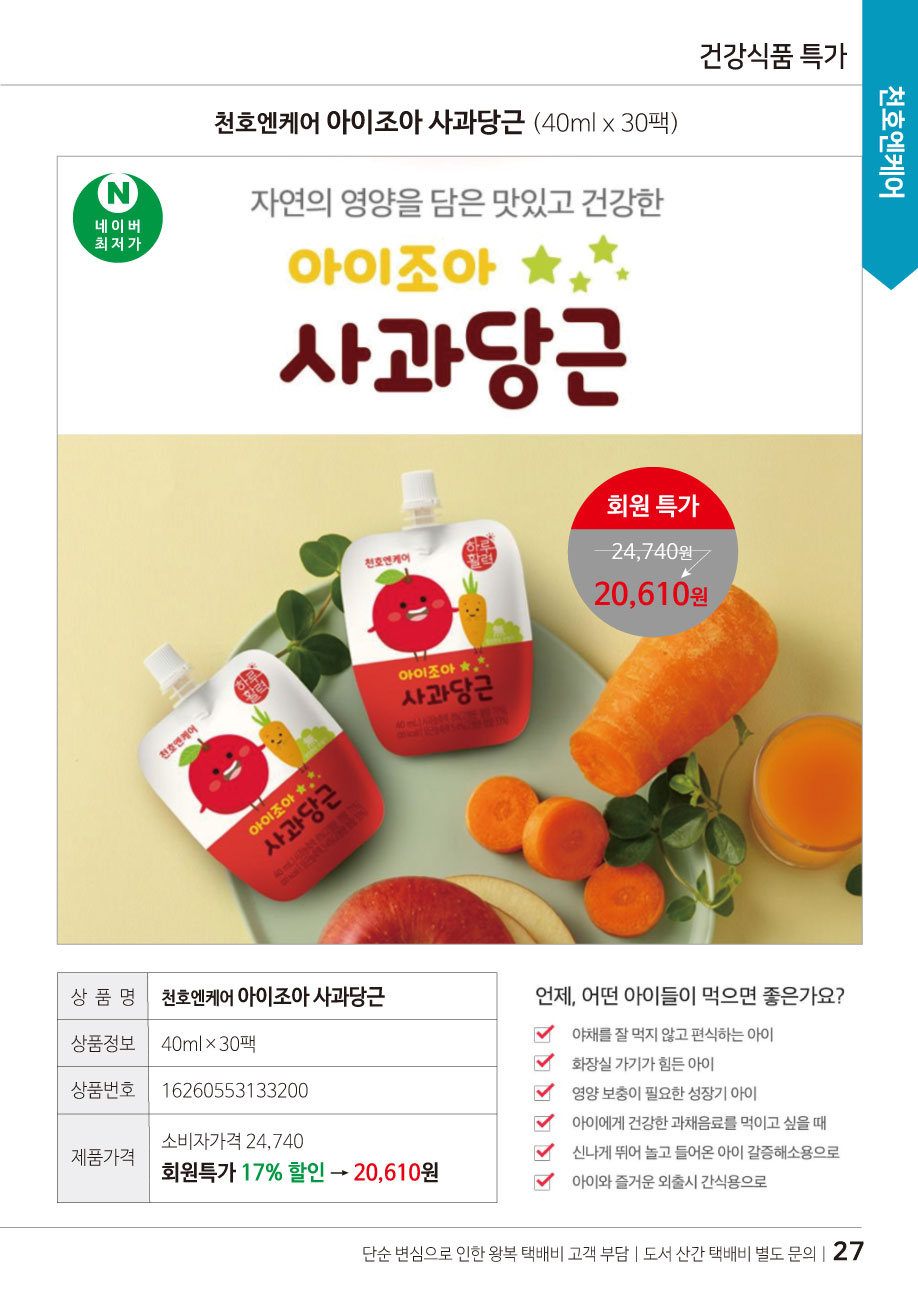 건강식품 특가
천호엔케어
천호엔케어 아이조아 사과당근 (40ml x 30팩)
N
네이버
최저가
자연의 영양을 담은 맛있고 건강한
아이조아
사과당근
회원 특가
24,740원
20,610원
천호엔케어
하루
활력
아이조아
사과당근
천호엔케어
하루
활력
아이조아
사과당근
상 품 명 천호엔케어 아이조아 사과당근
상품정보 40ml×30팩
상품번호 16260553133200
제품가격 소비자가격 24,740
회원특가 17% 할인 → 20,610원
언제, 어떤 아이들이 먹으면 좋은가요?
야채를 잘 먹지 않고 편식하는 아이
화장실 가기가 힘든 아이
영양 보충이 필요한 성장기 아이
아이에게 건강한 과채음료를 먹이고 싶을 때
신나게 뛰어 놀고 들어온 아이 갈증해소용으로
아이와 즐거운 외출시 간식용으로
단순 변심으로 인한 왕복 택배비 고객 부담 | 도서 산간 택배비 별도 문의 | 27